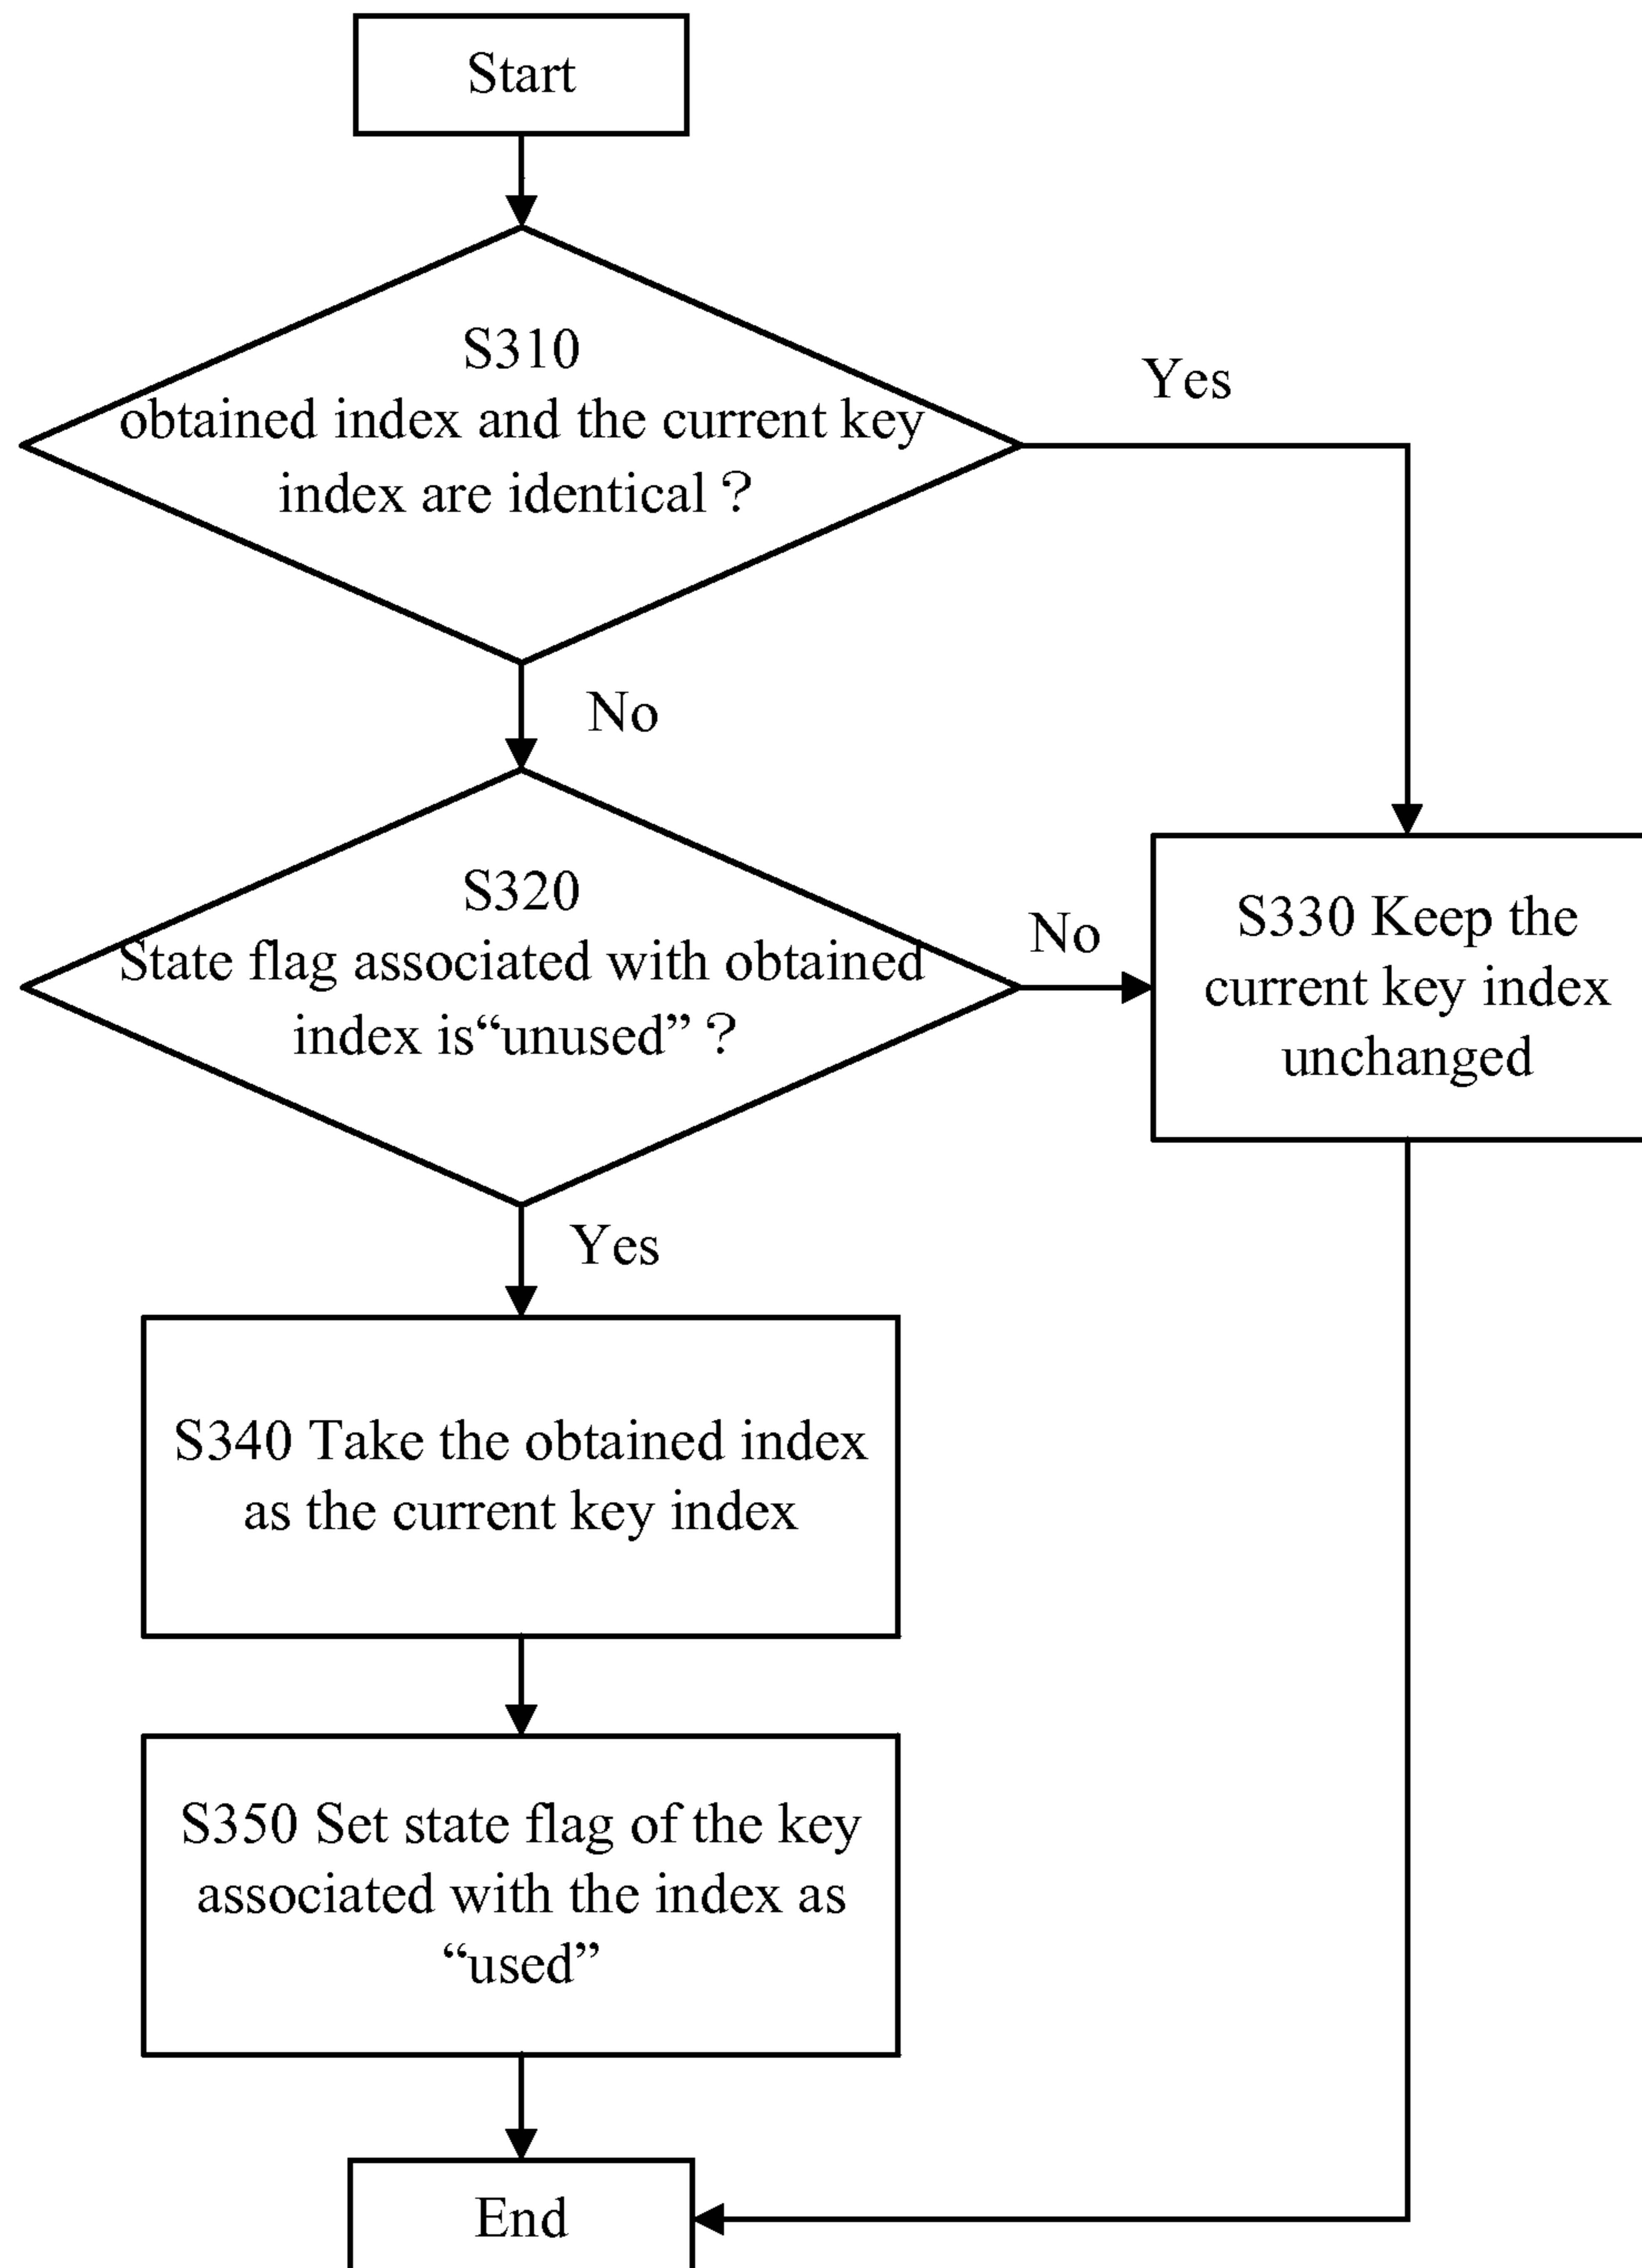 Start
S310
obtained index and the current key
index are identical ?
Yes
No
S320
State flag associated with obtained
index is“unused” ?
No
S330 Keep the
current key index
unchanged
Yes
S340 Take the obtained index
as the current key index
S350 Set state flag of the key
associated with the index as
“used”
End